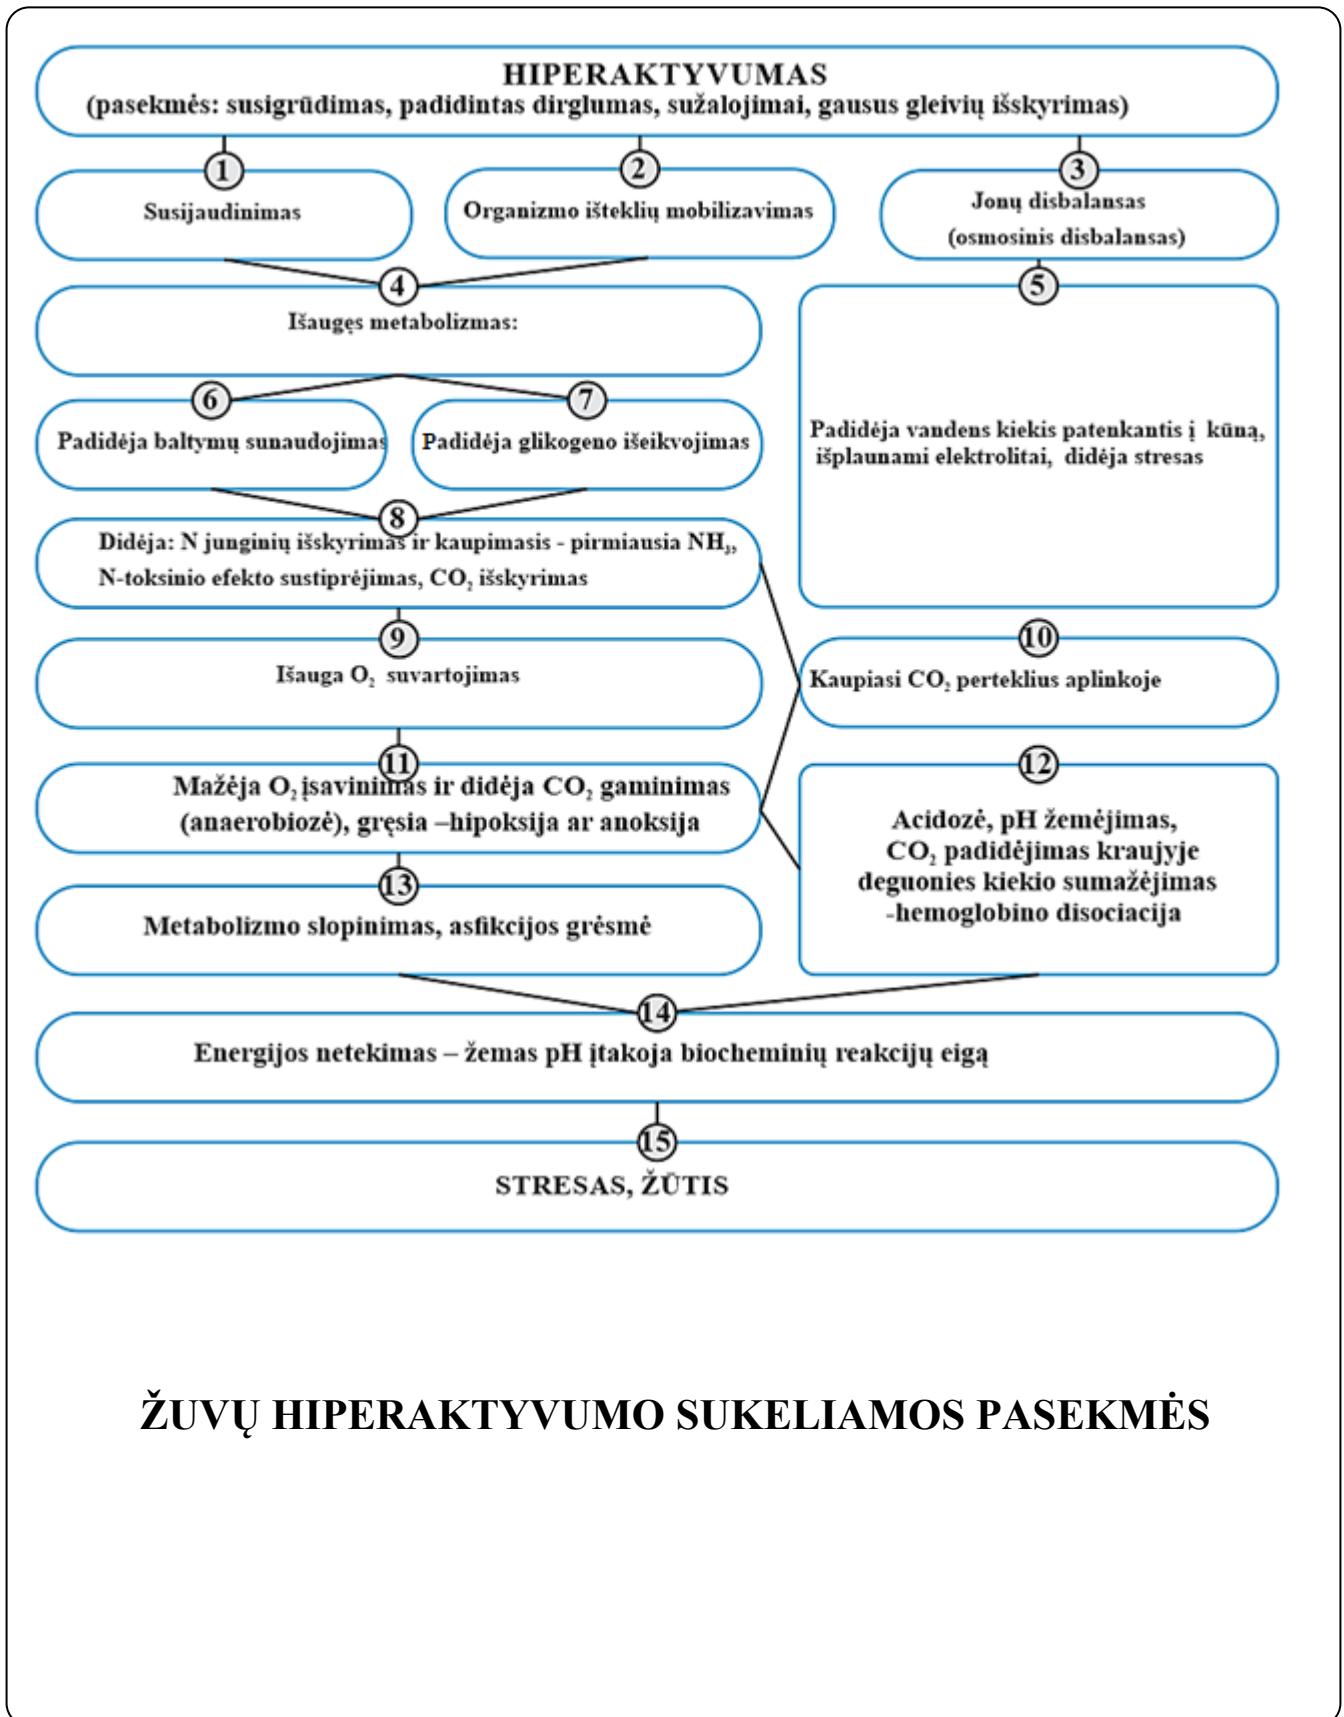 HIPERAKTYVUMAS
(pasekmės: susigrūdimas, padidintas dirglumas, sužalojimai, gausus gleivių išskyrimas)
1
Susijaudinimas
2
Organizmo išteklių mobilizavimas
3
Jonų disbalansas
(osmosinis disbalansas)
4
Išaugęs metabolizmas:
5
Padidėja vandens kiekis patenkantis į kūną,
išplaunami elektrolitai, didėja stresas
6
Padidėja baltymų sunaudojimas
7
Padidėja glikogeno išeikvojimas
8
Didėja: N junginių išskyrimas ir kaupimasis - pirmiausia NH₃,
N-toksinio efekto sustiprėjimas, CO₂ išskyrimas
9
Išauga O₂ suvartojimas
10
Kaupiasi CO₂ perteklius aplinkoje
11
Mažėja O₂ įsavinimas ir didėja CO₂ gaminimas
(anaerobiozė), gręsia –hipoksija ar anoksija
12
Acidozė, pH žemėjimas,
CO₂ padidėjimas kraujyje
deguonies kiekio sumažėjimas
-hemoglobino disociacija
13
Metabolizmo slopinimas, asfikcijos grėsmė
14
Energijos netekimas – žemas pH įtakoja biocheminių reakcijų eigą
15
STRESAS, ŽŪTIS
ŽUVŲ HIPERAKTYVUMO SUKELIAMOS PASEKMĖS